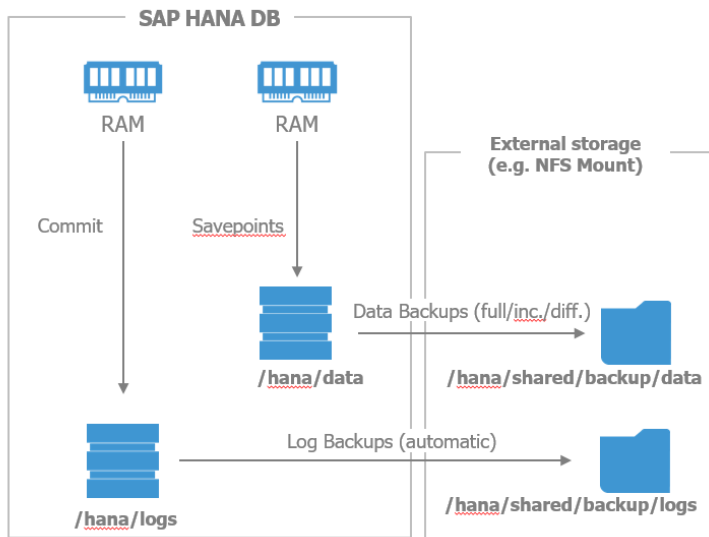 SAP HANA DB
RAM
RAM
External storage
(e.g. NFS Mount)
Commit
Savepoints
Data Backups (full/inc./diff.)
/hana/data
/hana/shared/backup/data
Log Backups (automatic)
/hana/logs
/hana/shared/backup/logs